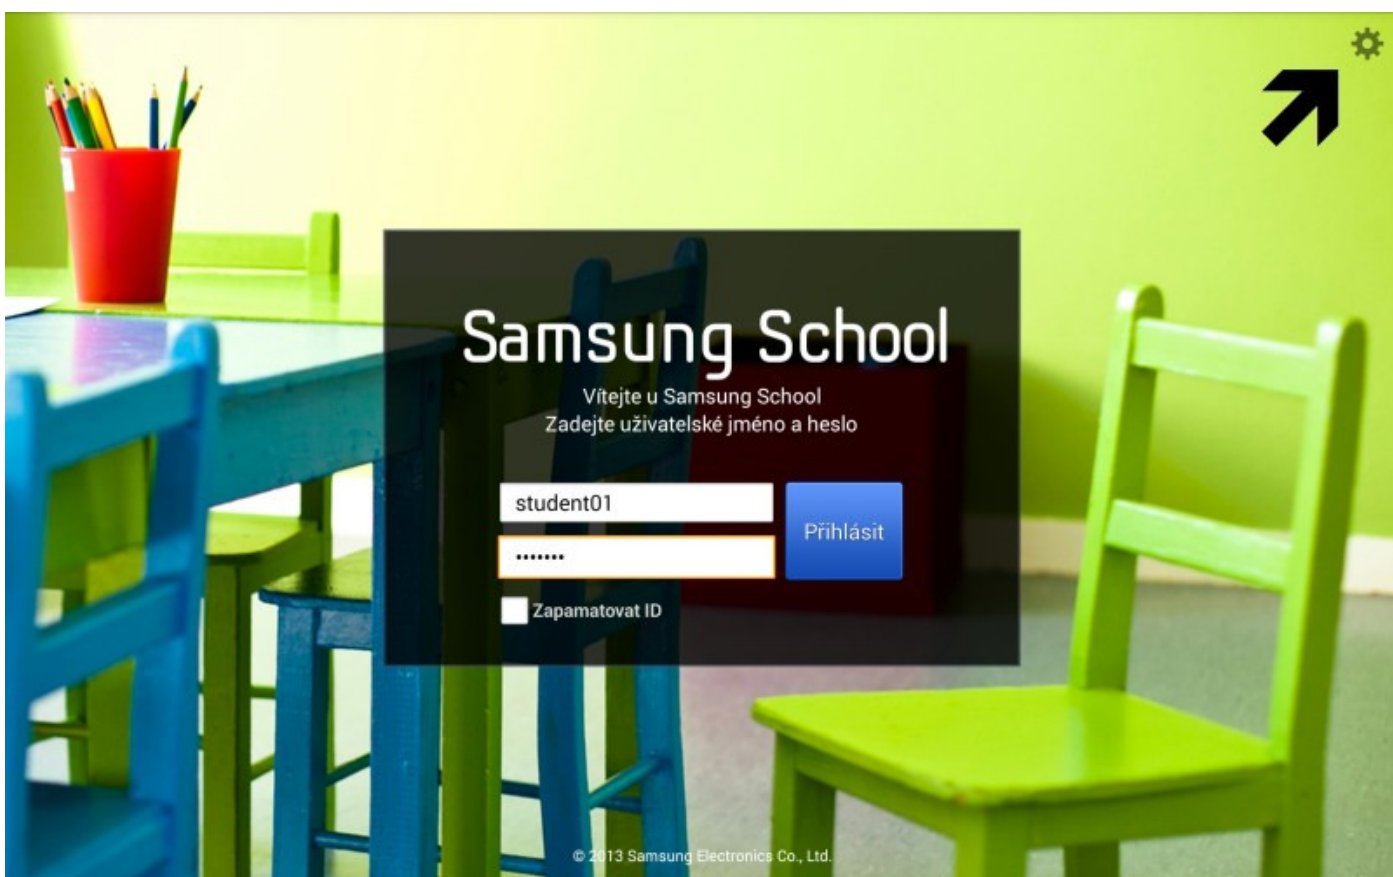 Samsung School
Vítejte u Samsung School
Zadejte uživatelské jméno a heslo
student01
•••••••
Přihlásit
Zapamatovat ID
© 2013 Samsung Electronics Co., Ltd.